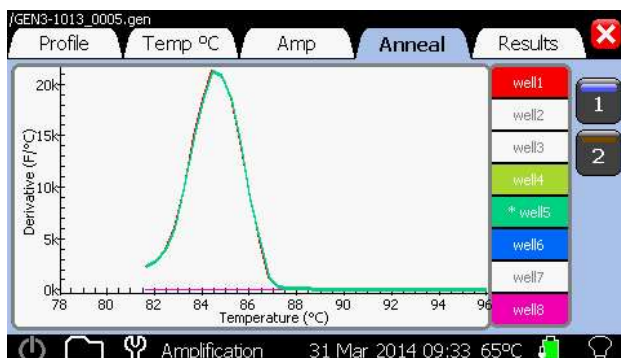 /GEN3-1013_0005.gen
Profile Temp ºC Amp Anneal Results
20k
15k
10k
5k
0k
Derivative (F/°C)
78 80 82 84 86 88 90 92 94 96
Temperature (°C)
well1
well2
well3
well4
* well5
well6
well7
well8
1
2
Amplification 31 Mar 2014 09:33 65ºC